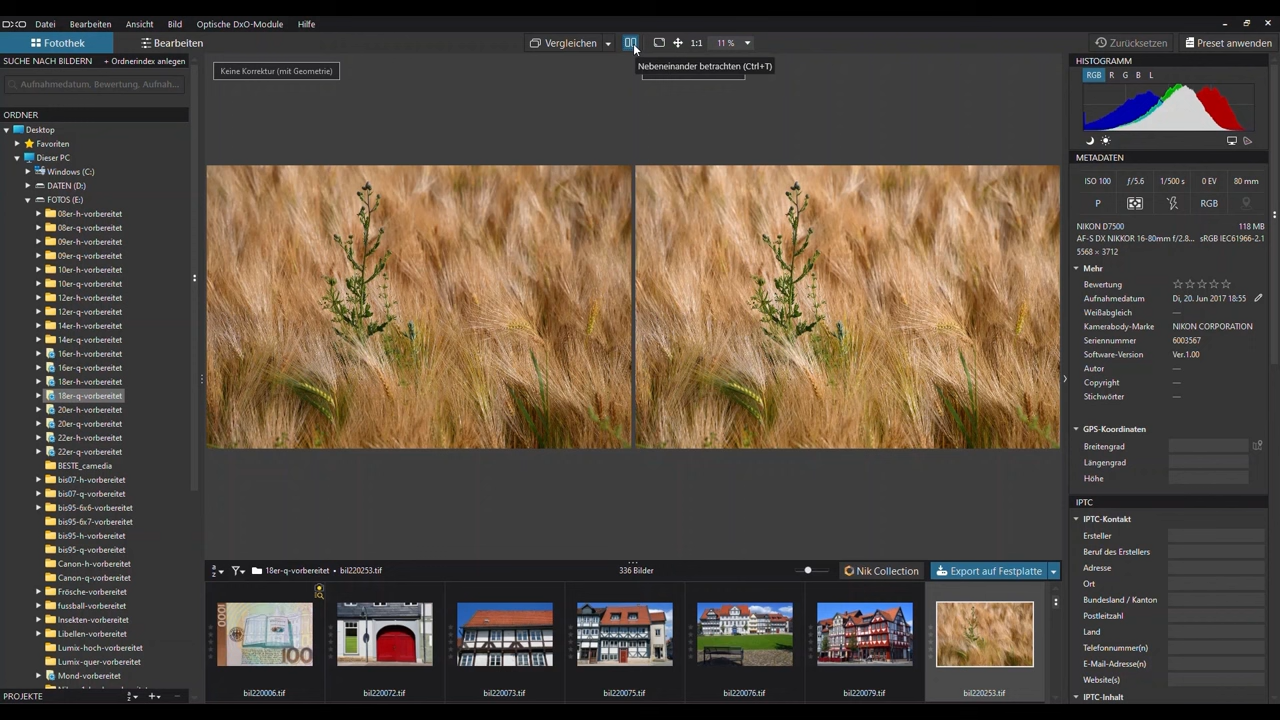 DXO Datei Bearbeiten Ansicht Bild Optische DxO-Module Hilfe
Fotothek Bearbeiten Vergleichen 1:1 11 % Zurücksetzen Preset anwenden
Nebeneinander betrachten (Ctrl+T)
Keine Korrektur (mit Geometrie)
SUCHE NACH BILDERN + Ordnerindex anlegen
Aufnahmedatum, Bewertung, Aufnah...
ORDNER
Desktop
Favoriten
Dieser PC
Windows (C:)
DATEN (D:)
FOTOS (E:)
08er-h-vorbereitet
08er-q-vorbereitet
09er-h-vorbereitet
09er-q-vorbereitet
10er-h-vorbereitet
10er-q-vorbereitet
12er-h-vorbereitet
12er-q-vorbereitet
14er-h-vorbereitet
14er-q-vorbereitet
16er-h-vorbereitet
16er-q-vorbereitet
18er-h-vorbereitet
18er-q-vorbereitet
20er-h-vorbereitet
20er-q-vorbereitet
22er-h-vorbereitet
22er-q-vorbereitet
BESTE_camedia
bis07-h-vorbereitet
bis07-q-vorbereitet
bis95-6x6-vorbereitet
bis95-6x7-vorbereitet
bis95-h-vorbereitet
bis95-q-vorbereitet
Canon-h-vorbereitet
Canon-q-vorbereitet
Frösche-vorbereitet
fussball-vorbereitet
Insekten-vorbereitet
Libellen-vorbereitet
Lumix-hoch-vorbereitet
Lumix-quer-vorbereitet
Mond-vorbereitet
PROJEKTE
18er-q-vorbereitet • bil220253.tif 336 Bilder Nik Collection Export auf Festplatte
100
bil220006.tif bil220072.tif bil220073.tif bil220075.tif bil220076.tif bil220079.tif bil220253.tif
HISTOGRAMM
RGB R G B L
METADATEN
ISO 100 ƒ/5.6 1/500 s 0 EV 80 mm
P RGB
NIKON D7500 118 MB
AF-S DX NIKKOR 16-80mm f/2.8... sRGB IEC61966-2.1
5568 × 3712
Mehr
Bewertung
Aufnahmedatum Di, 20. Jun 2017 18:55
Weißabgleich —
Kamerabody-Marke NIKON CORPORATION
Seriennummer 6003567
Software-Version Ver.1.00
Autor —
Copyright —
Stichwörter —
GPS-Koordinaten
Breitengrad
Längengrad
Höhe
IPTC
IPTC-Kontakt
Ersteller
Beruf des Erstellers
Adresse
Ort
Bundesland / Kanton
Postleitzahl
Land
Telefonnummer(n)
E-Mail-Adresse(n)
Website(s)
IPTC-Inhalt